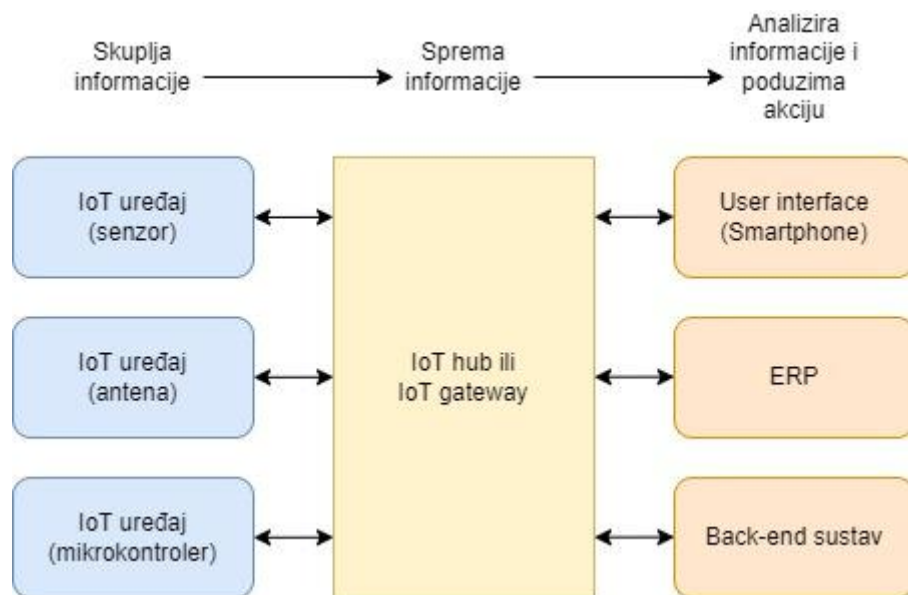 Skuplja
informacije
Sprema
informacije
Analizira
informacije i
poduzima
akciju
IoT uređaj
(senzor)
User interface
(Smartphone)
IoT uređaj
(antena)
IoT hub ili
IoT gateway
ERP
IoT uređaj
(mikrokontroler)
Back-end sustav